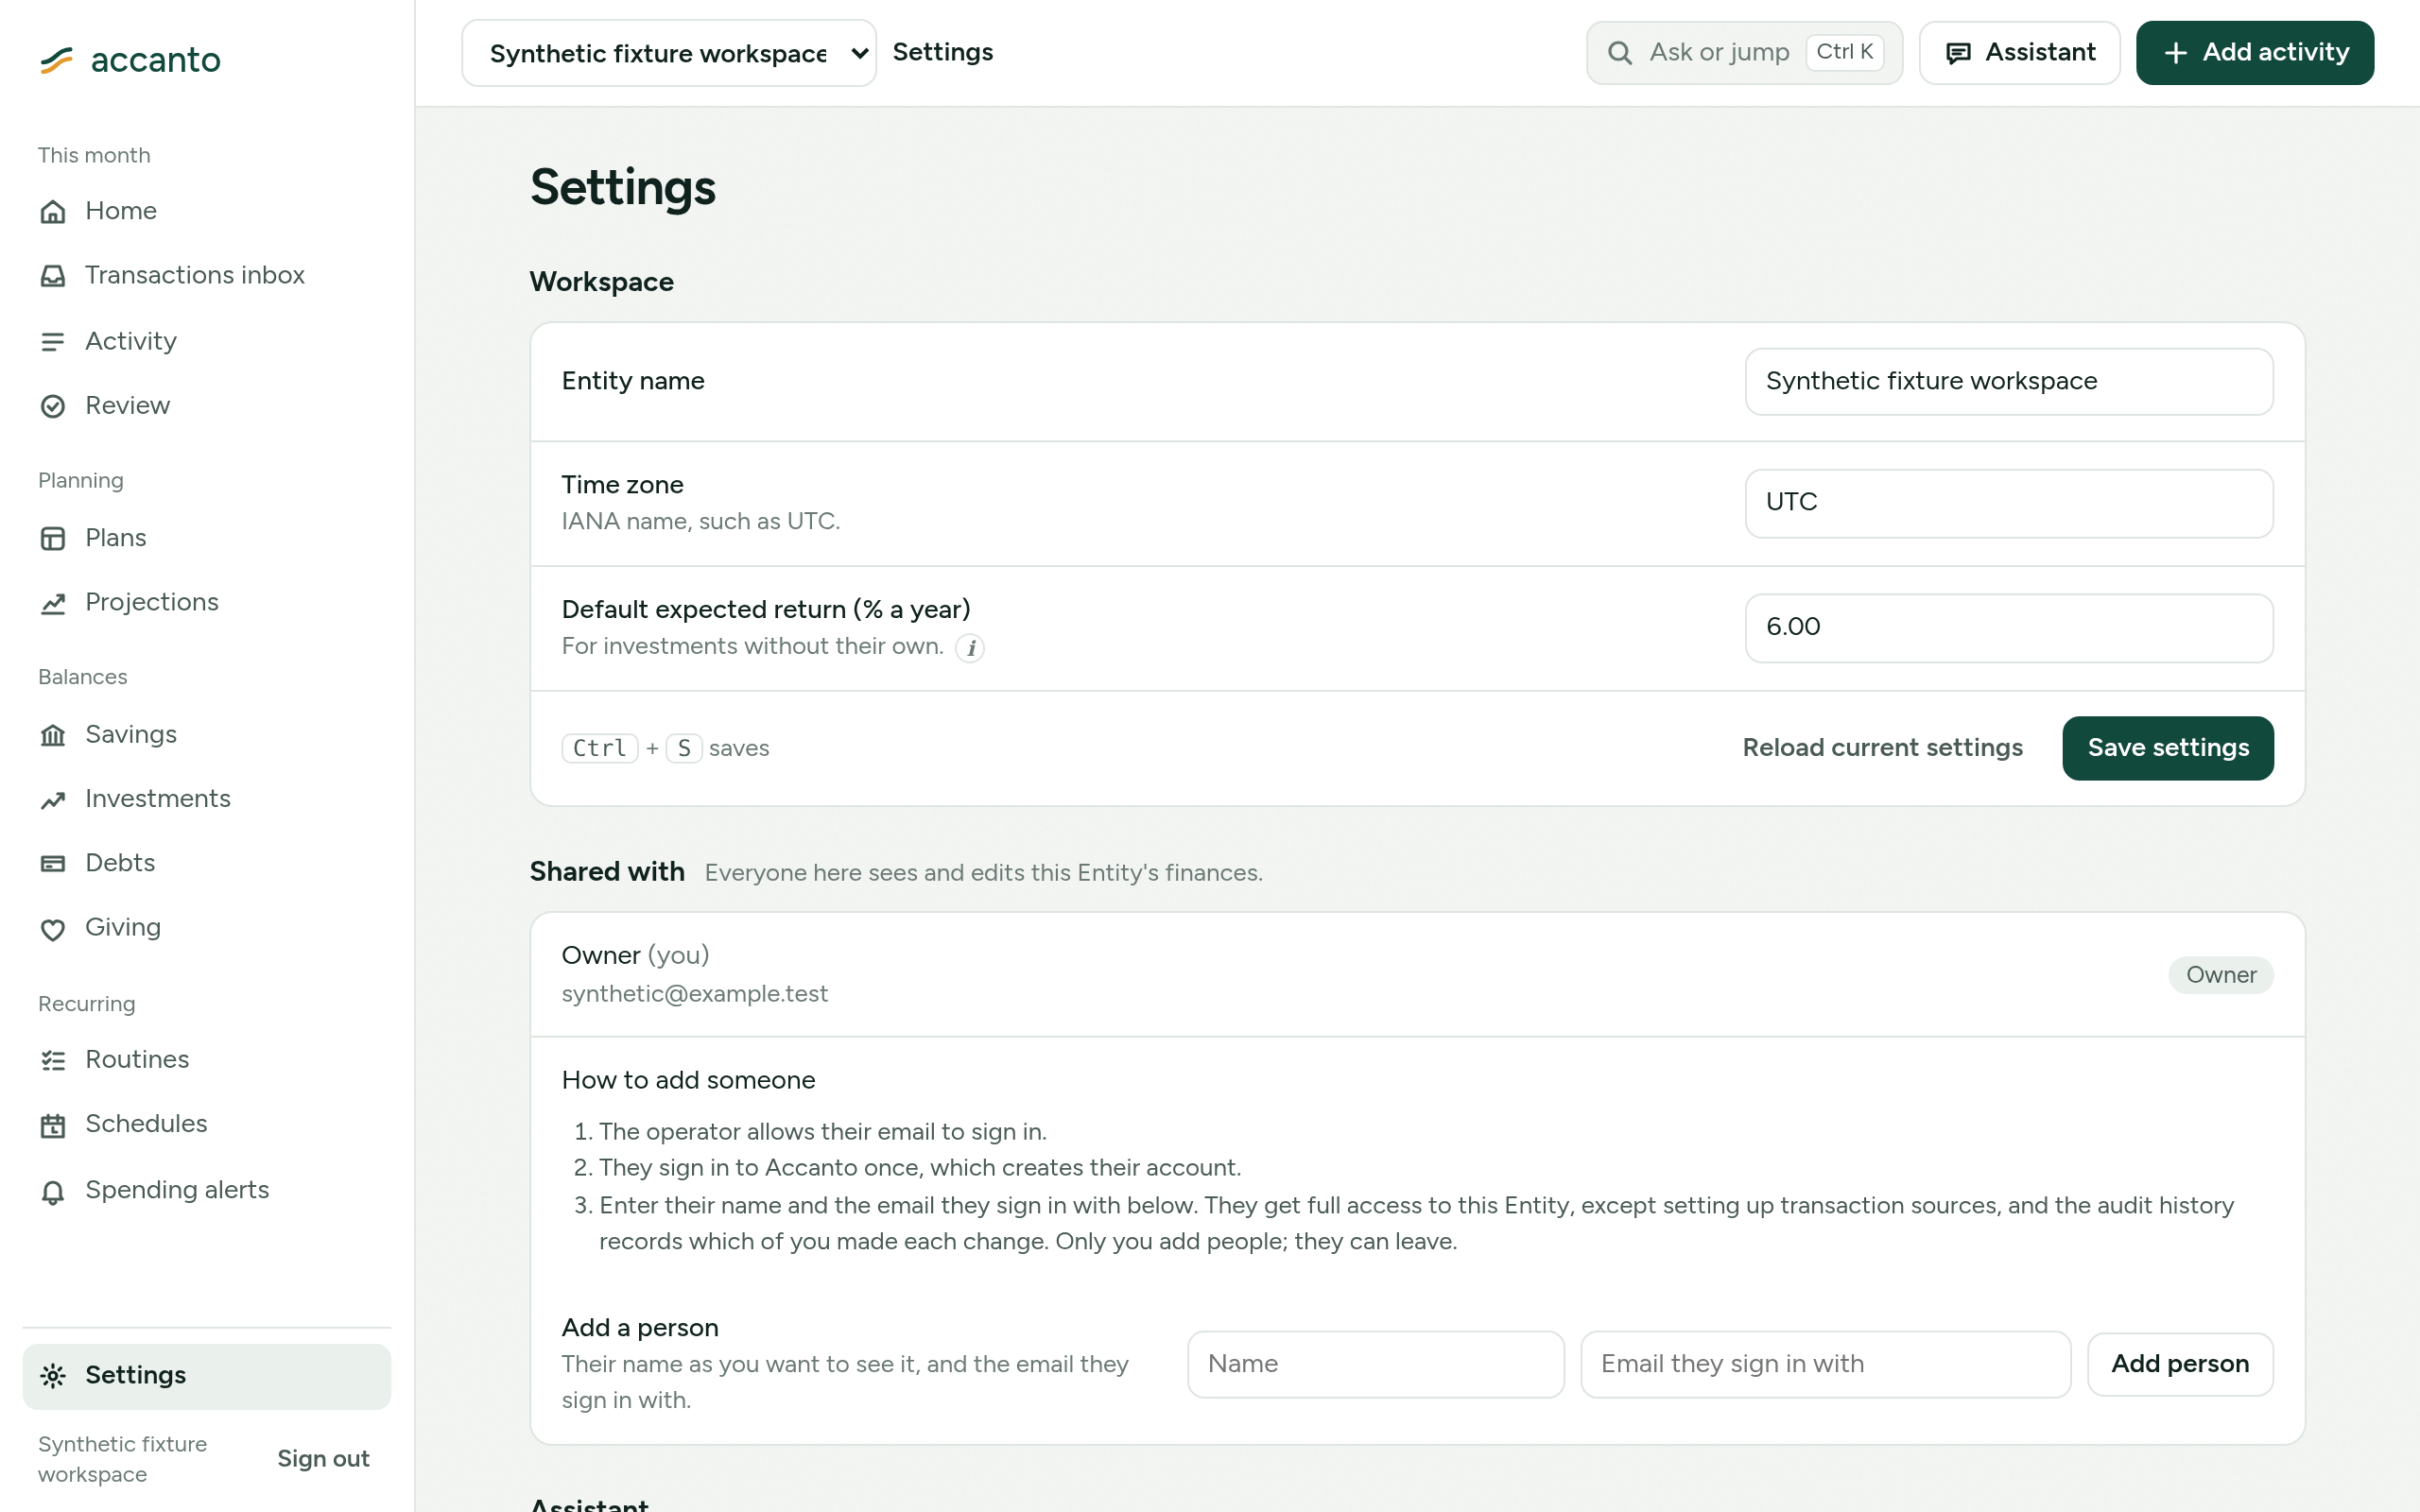 accanto
This month
Home
Transactions inbox
Activity
Review
Planning
Plans
Projections
Balances
Savings
Investments
Debts
Giving
Recurring
Routines
Schedules
Spending alerts
Settings
Synthetic fixture
workspace
Sign out
Synthetic fixture workspace
Settings
Ask or jump
Ctrl K
Assistant
Add activity
Settings
Workspace
Entity name
Synthetic fixture workspace
Time zone
IANA name, such as UTC.
UTC
Default expected return (% a year)
For investments without their own. i
6.00
Ctrl + S saves
Reload current settings
Save settings
Shared with Everyone here sees and edits this Entity's finances.
Owner (you)
synthetic@example.test
Owner
How to add someone
1. The operator allows their email to sign in.
2. They sign in to Accanto once, which creates their account.
3. Enter their name and the email they sign in with below. They get full access to this Entity, except setting up transaction sources, and the audit history
records which of you made each change. Only you add people; they can leave.
Add a person
Their name as you want to see it, and the email they
sign in with.
Name
Email they sign in with
Add person
Assistant